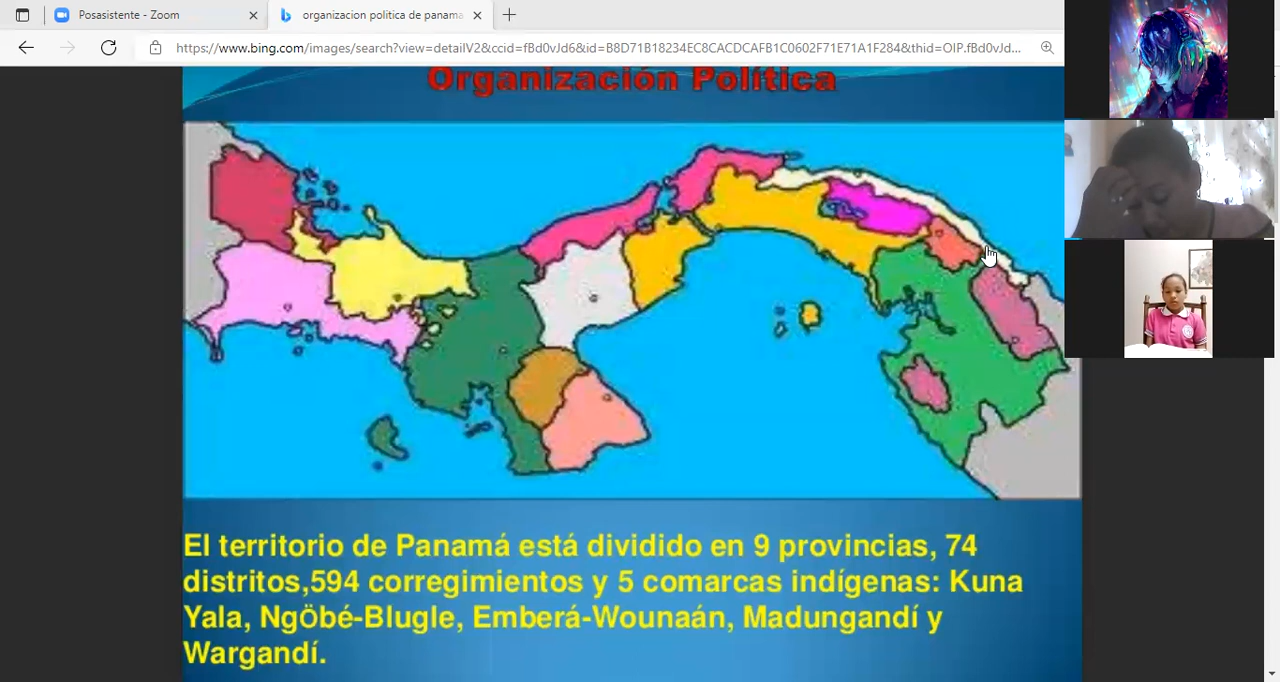 Posasistente - Zoom
organizacion politica de panama
https://www.bing.com/images/search?view=detailV2&ccid=fBd0vJd6&id=B8D71B18234EC8CACDCAFB1C0602F71E71A1F284&thid=OIP.fBd0vJd...
Organización Política
El territorio de Panamá está dividido en 9 provincias, 74
distritos,594 corregimientos y 5 comarcas indígenas: Kuna
Yala, NgÖbé-Blugle, Emberá-Wounaán, Madungandí y
Wargandí.